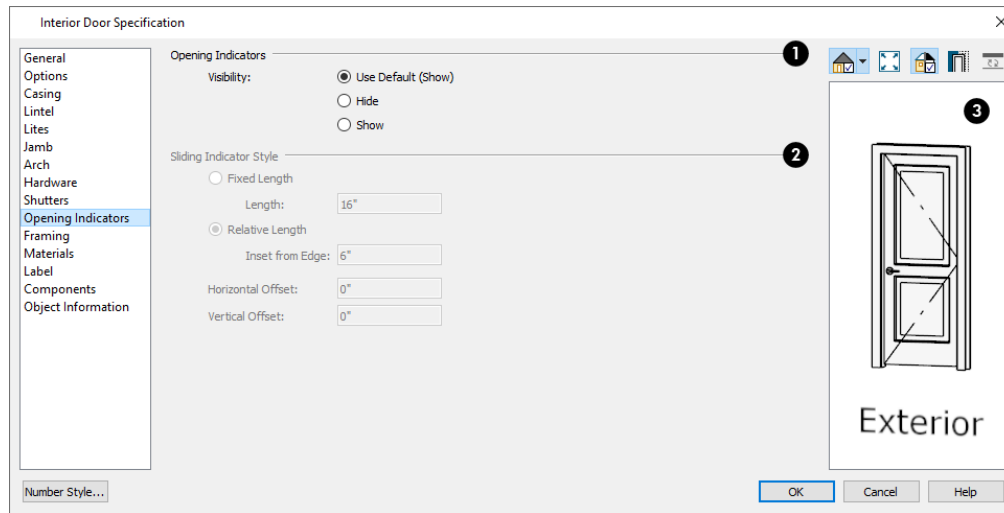 Interior Door Specification
General
Options
Casing
Lintel
Lites
Jamb
Arch
Hardware
Shutters
Opening Indicators
Framing
Materials
Label
Components
Object Information
Opening Indicators
1
Visibility:
Use Default (Show)
Hide
Show
Sliding Indicator Style
2
Fixed Length
Length: 16"
Relative Length
Inset from Edge: 6"
Horizontal Offset: 0"
Vertical Offset: 0"
3
Exterior
Number Style...
OK Cancel Help